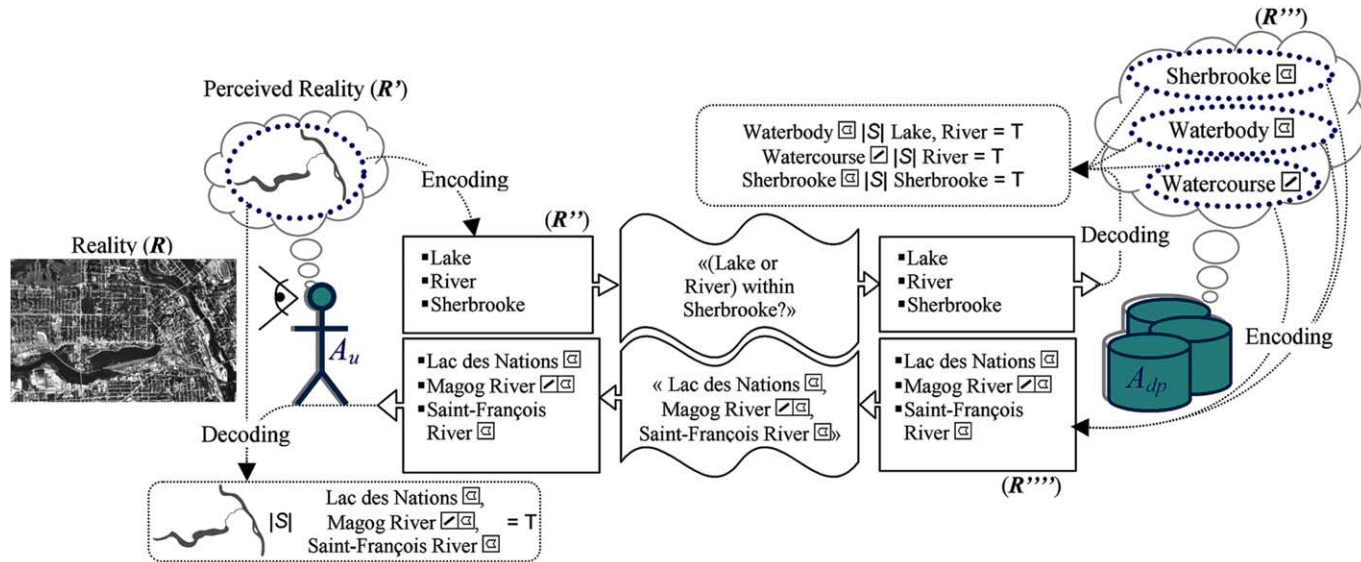 (R''')
Sherbrooke
Waterbody
Watercourse
Perceived Reality (R')
Waterbody |S| Lake, River = T
Watercourse |S| River = T
Sherbrooke |S| Sherbrooke = T
Encoding
(R'')
Reality (R)
▪Lake
▪River
▪Sherbrooke
«(Lake or
River) within
Sherbrooke?»
▪Lake
▪River
▪Sherbrooke
Decoding
Encoding
A_u
A_dp
▪Lac des Nations
▪Magog River
▪Saint-François
River
« Lac des Nations ,
Magog River ,
Saint-François River »
▪Lac des Nations
▪Magog River
▪Saint-François
River
Decoding
(R'''')
|S|
Lac des Nations ,
Magog River ,
Saint-François River
= T